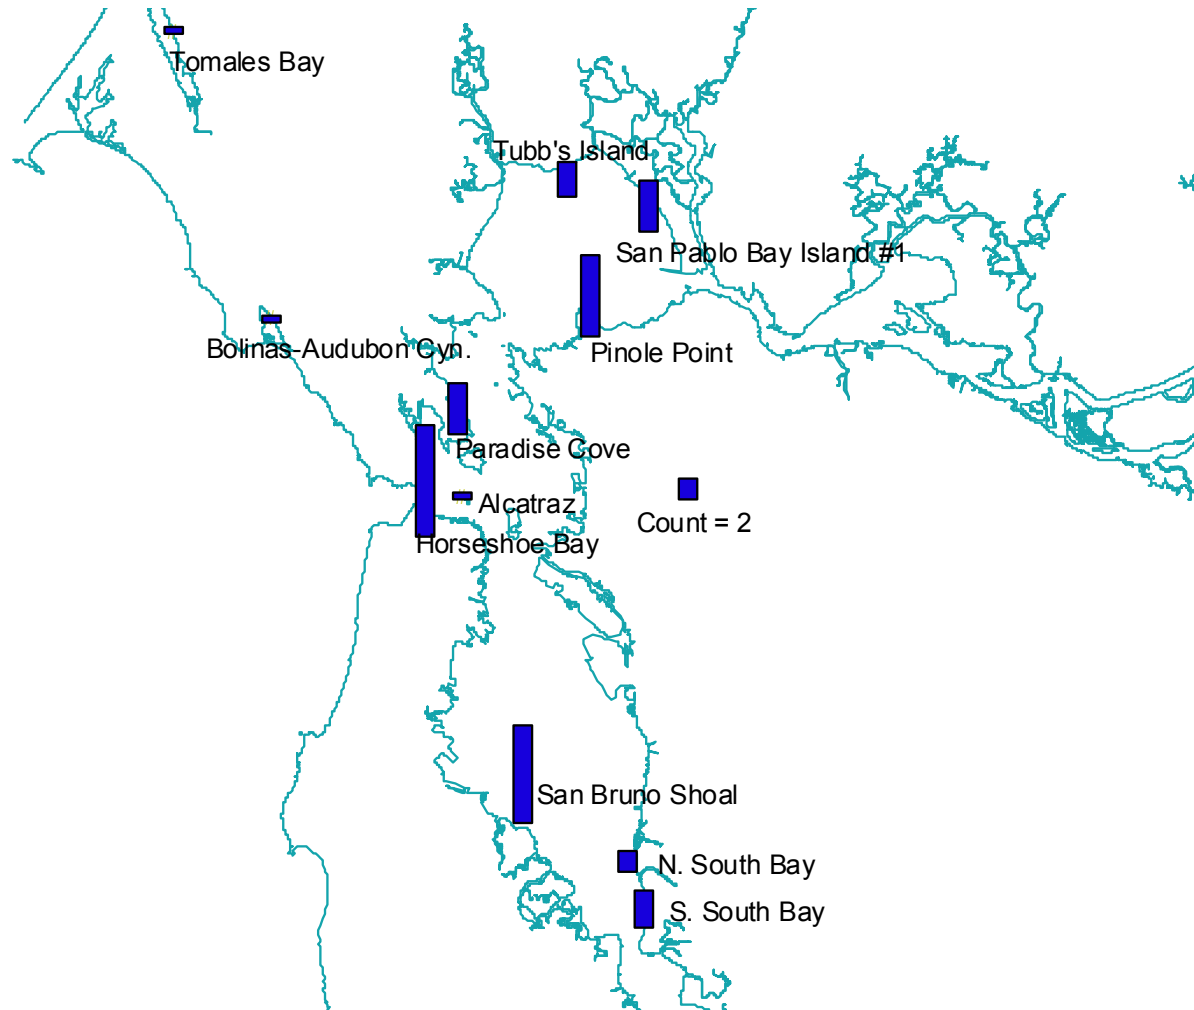 Tomales Bay
Tubb's Island
San Pablo Bay Island #1
Bolinas-Audubon Cyn.
Pinole Point
Paradise Cove
Alcatraz
Count = 2
Horseshoe Bay
San Bruno Shoal
N. South Bay
S. South Bay